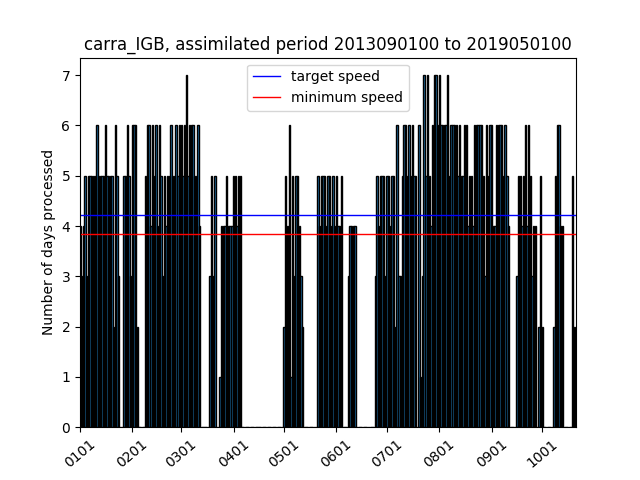 carra_IGB, assimilated period 2013090100 to 2019050100
target speed
minimum speed
Number of days processed
7
6
5
4
3
2
1
0
0101 0201 0301 0401 0501 0601 0701 0801 0901 1001